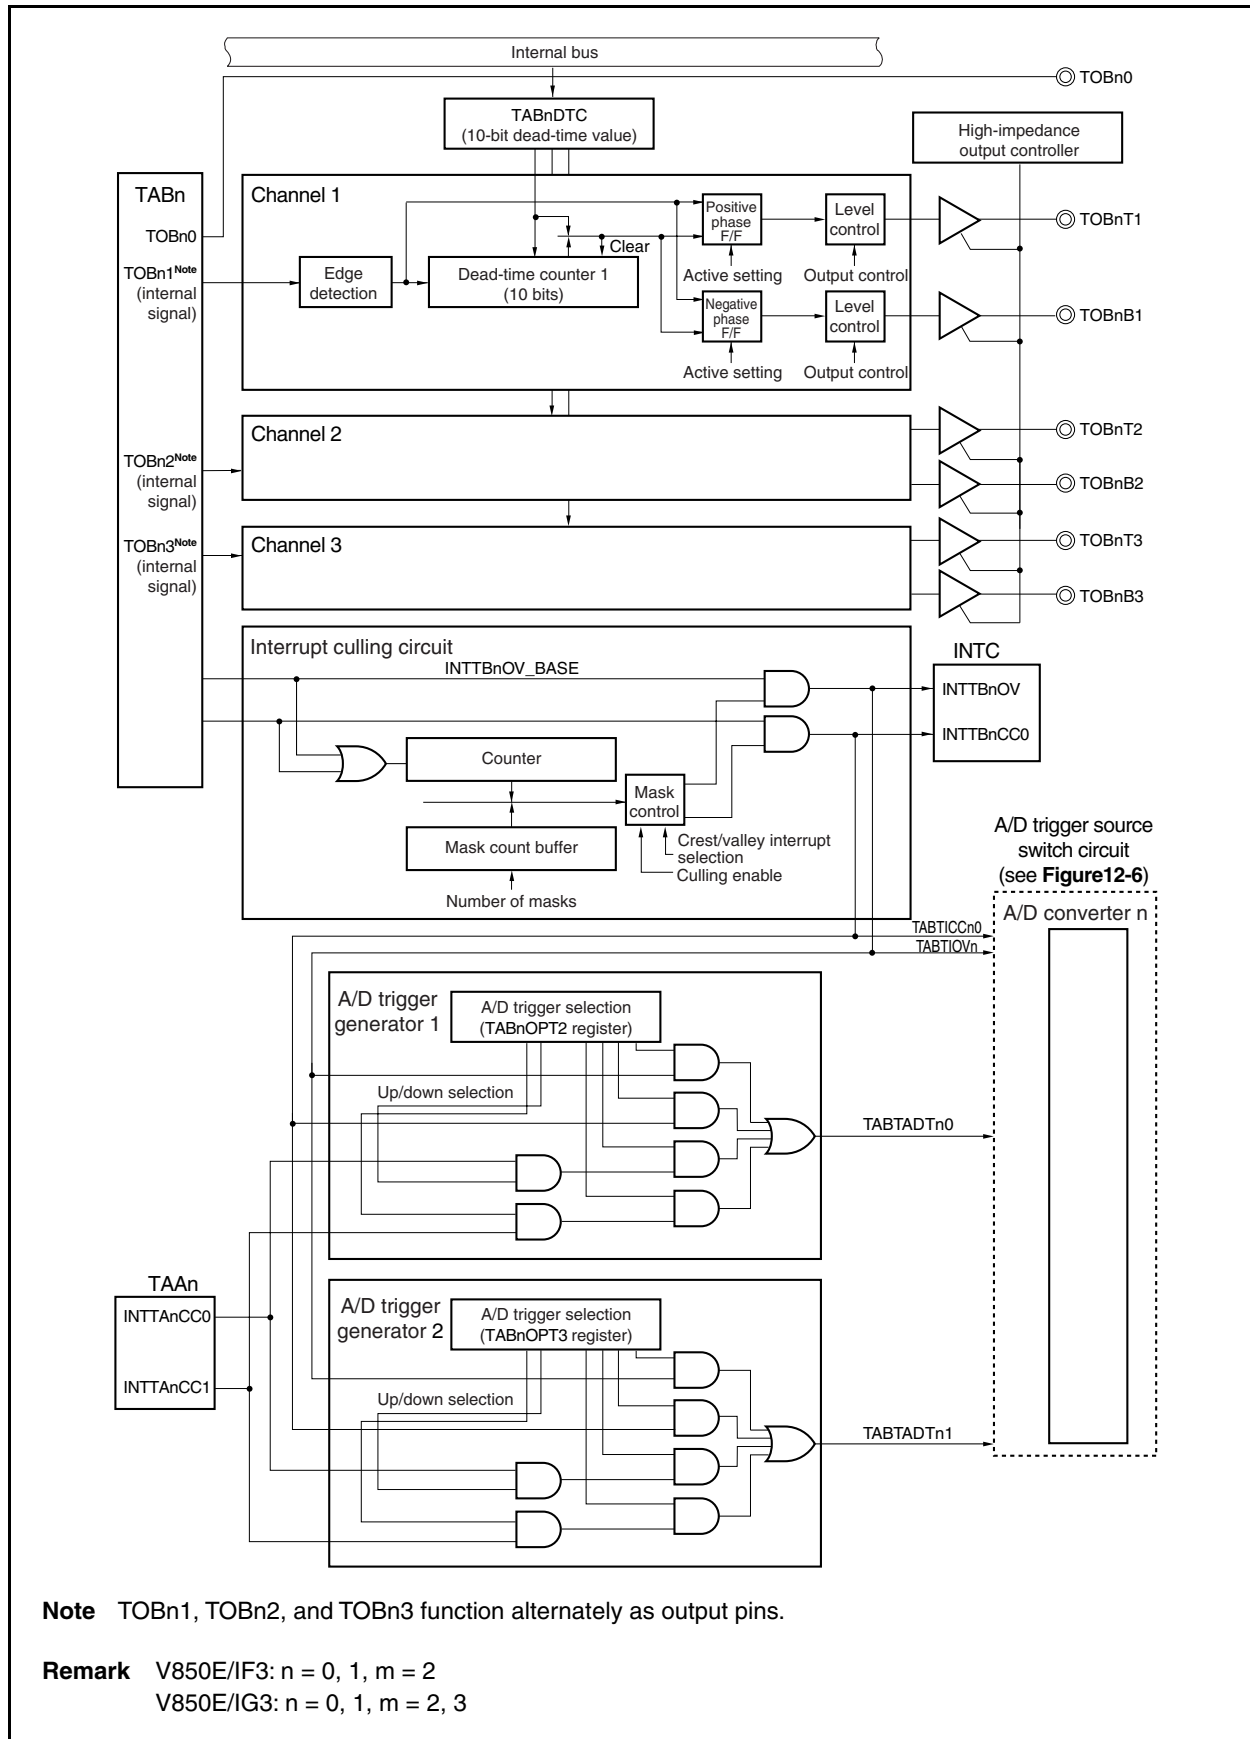 Internal bus
TOBn0
TABnDTC
(10-bit dead-time value)
High-impedance
output controller
TABn
TOBn0
TOBn1Note
(internal
signal)
TOBn2Note
(internal
signal)
TOBn3Note
(internal
signal)
Channel 1
Edge
detection
Dead-time counter 1
(10 bits)
Clear
Positive
phase
F/F
Level
control
Active setting
Output control
Negative
phase
F/F
Level
control
Active setting
Output control
TOBnT1
TOBnB1
Channel 2
TOBnT2
TOBnB2
Channel 3
TOBnT3
TOBnB3
Interrupt culling circuit
INTTBnOV_BASE
Counter
Mask count buffer
Number of masks
Mask
control
Crest/valley interrupt
selection
Culling enable
INTC
INTTBnOV
INTTBnCC0
A/D trigger source
switch circuit
(see Figure12-6)
A/D converter n
TABTICCn0
TABTIOVn
A/D trigger
generator 1
A/D trigger selection
(TABnOPT2 register)
Up/down selection
TABTADTn0
TAAn
INTTAnCC0
INTTAnCC1
A/D trigger
generator 2
A/D trigger selection
(TABnOPT3 register)
Up/down selection
TABTADTn1
Note TOBn1, TOBn2, and TOBn3 function alternately as output pins.
Remark V850E/IF3: n = 0, 1, m = 2
V850E/IG3: n = 0, 1, m = 2, 3